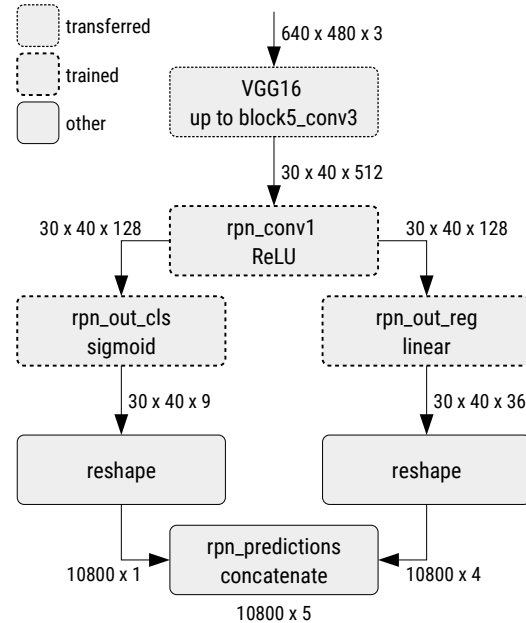 transferred
trained
other
640 x 480 x 3
VGG16
up to block5_conv3
30 x 40 x 512
rpn_conv1
ReLU
30 x 40 x 128
30 x 40 x 128
rpn_out_cls
sigmoid
rpn_out_reg
linear
30 x 40 x 9
30 x 40 x 36
reshape
reshape
rpn_predictions
concatenate
10800 x 1
10800 x 4
10800 x 5